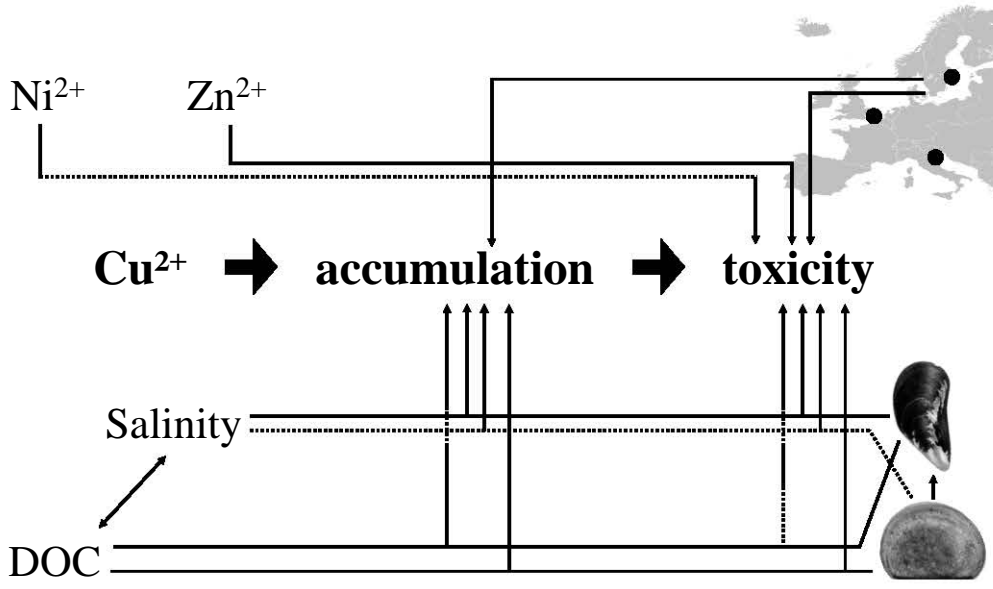 Ni²⁺ Zn²⁺
Cu²⁺ accumulation toxicity
Salinity
DOC